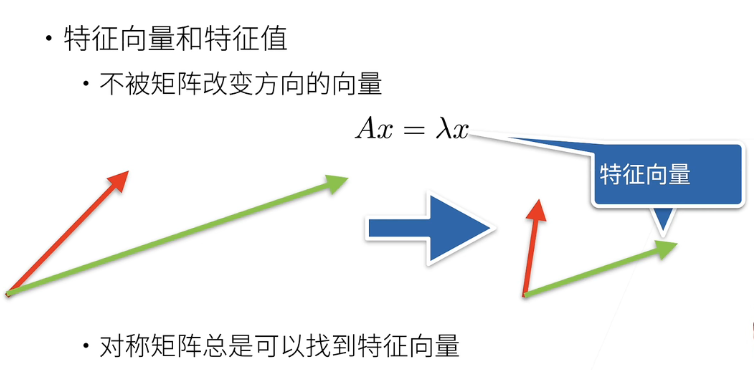 • 特征向量和特征值
• 不被矩阵改变方向的向量
Ax = λx
特征向量
• 对称矩阵总是可以找到特征向量